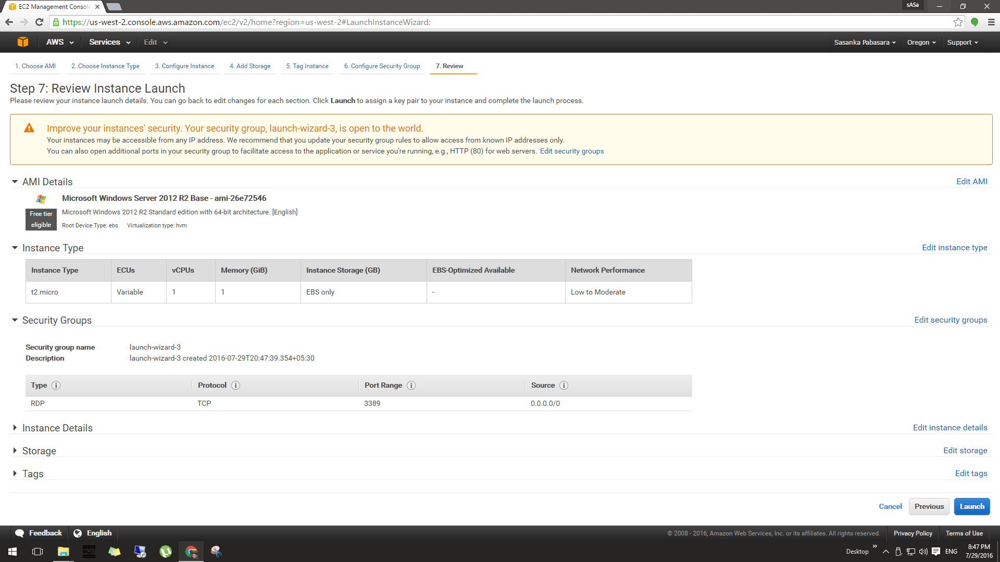 EC2 Management Console
sASa
https://us-west-2.console.aws.amazon.com/ec2/v2/home?region=us-west-2#LaunchInstanceWizard:
AWS Services Edit Sasanka Pabasara Oregon Support
1. Choose AMI 2. Choose Instance Type 3. Configure Instance 4. Add Storage 5. Tag Instance 6. Configure Security Group 7. Review
Step 7: Review Instance Launch
Please review your instance launch details. You can go back to edit changes for each section. Click Launch to assign a key pair to your instance and complete the launch process.
Improve your instances' security. Your security group, launch-wizard-3, is open to the world.
Your instances may be accessible from any IP address. We recommend that you update your security group rules to allow access from known IP addresses only.
You can also open additional ports in your security group to facilitate access to the application or service you're running, e.g., HTTP (80) for web servers. Edit security groups
AMI Details Edit AMI
Microsoft Windows Server 2012 R2 Base - ami-26e72546
Free tier
eligible
Microsoft Windows 2012 R2 Standard edition with 64-bit architecture. [English]
Root Device Type: ebs Virtualization type: hvm
Instance Type Edit instance type
Instance Type ECUs vCPUs Memory (GiB) Instance Storage (GB) EBS-Optimized Available Network Performance
t2.micro Variable 1 1 EBS only - Low to Moderate
Security Groups Edit security groups
Security group name launch-wizard-3
Description launch-wizard-3 created 2016-07-29T20:47:39.354+05:30
Type Protocol Port Range Source
RDP TCP 3389 0.0.0.0/0
Instance Details Edit instance details
Storage Edit storage
Tags Edit tags
Cancel Previous Launch
Feedback English © 2008 - 2016, Amazon Web Services, Inc. or its affiliates. All rights reserved. Privacy Policy Terms of Use
Desktop ENG 8:47 PM
7/29/2016